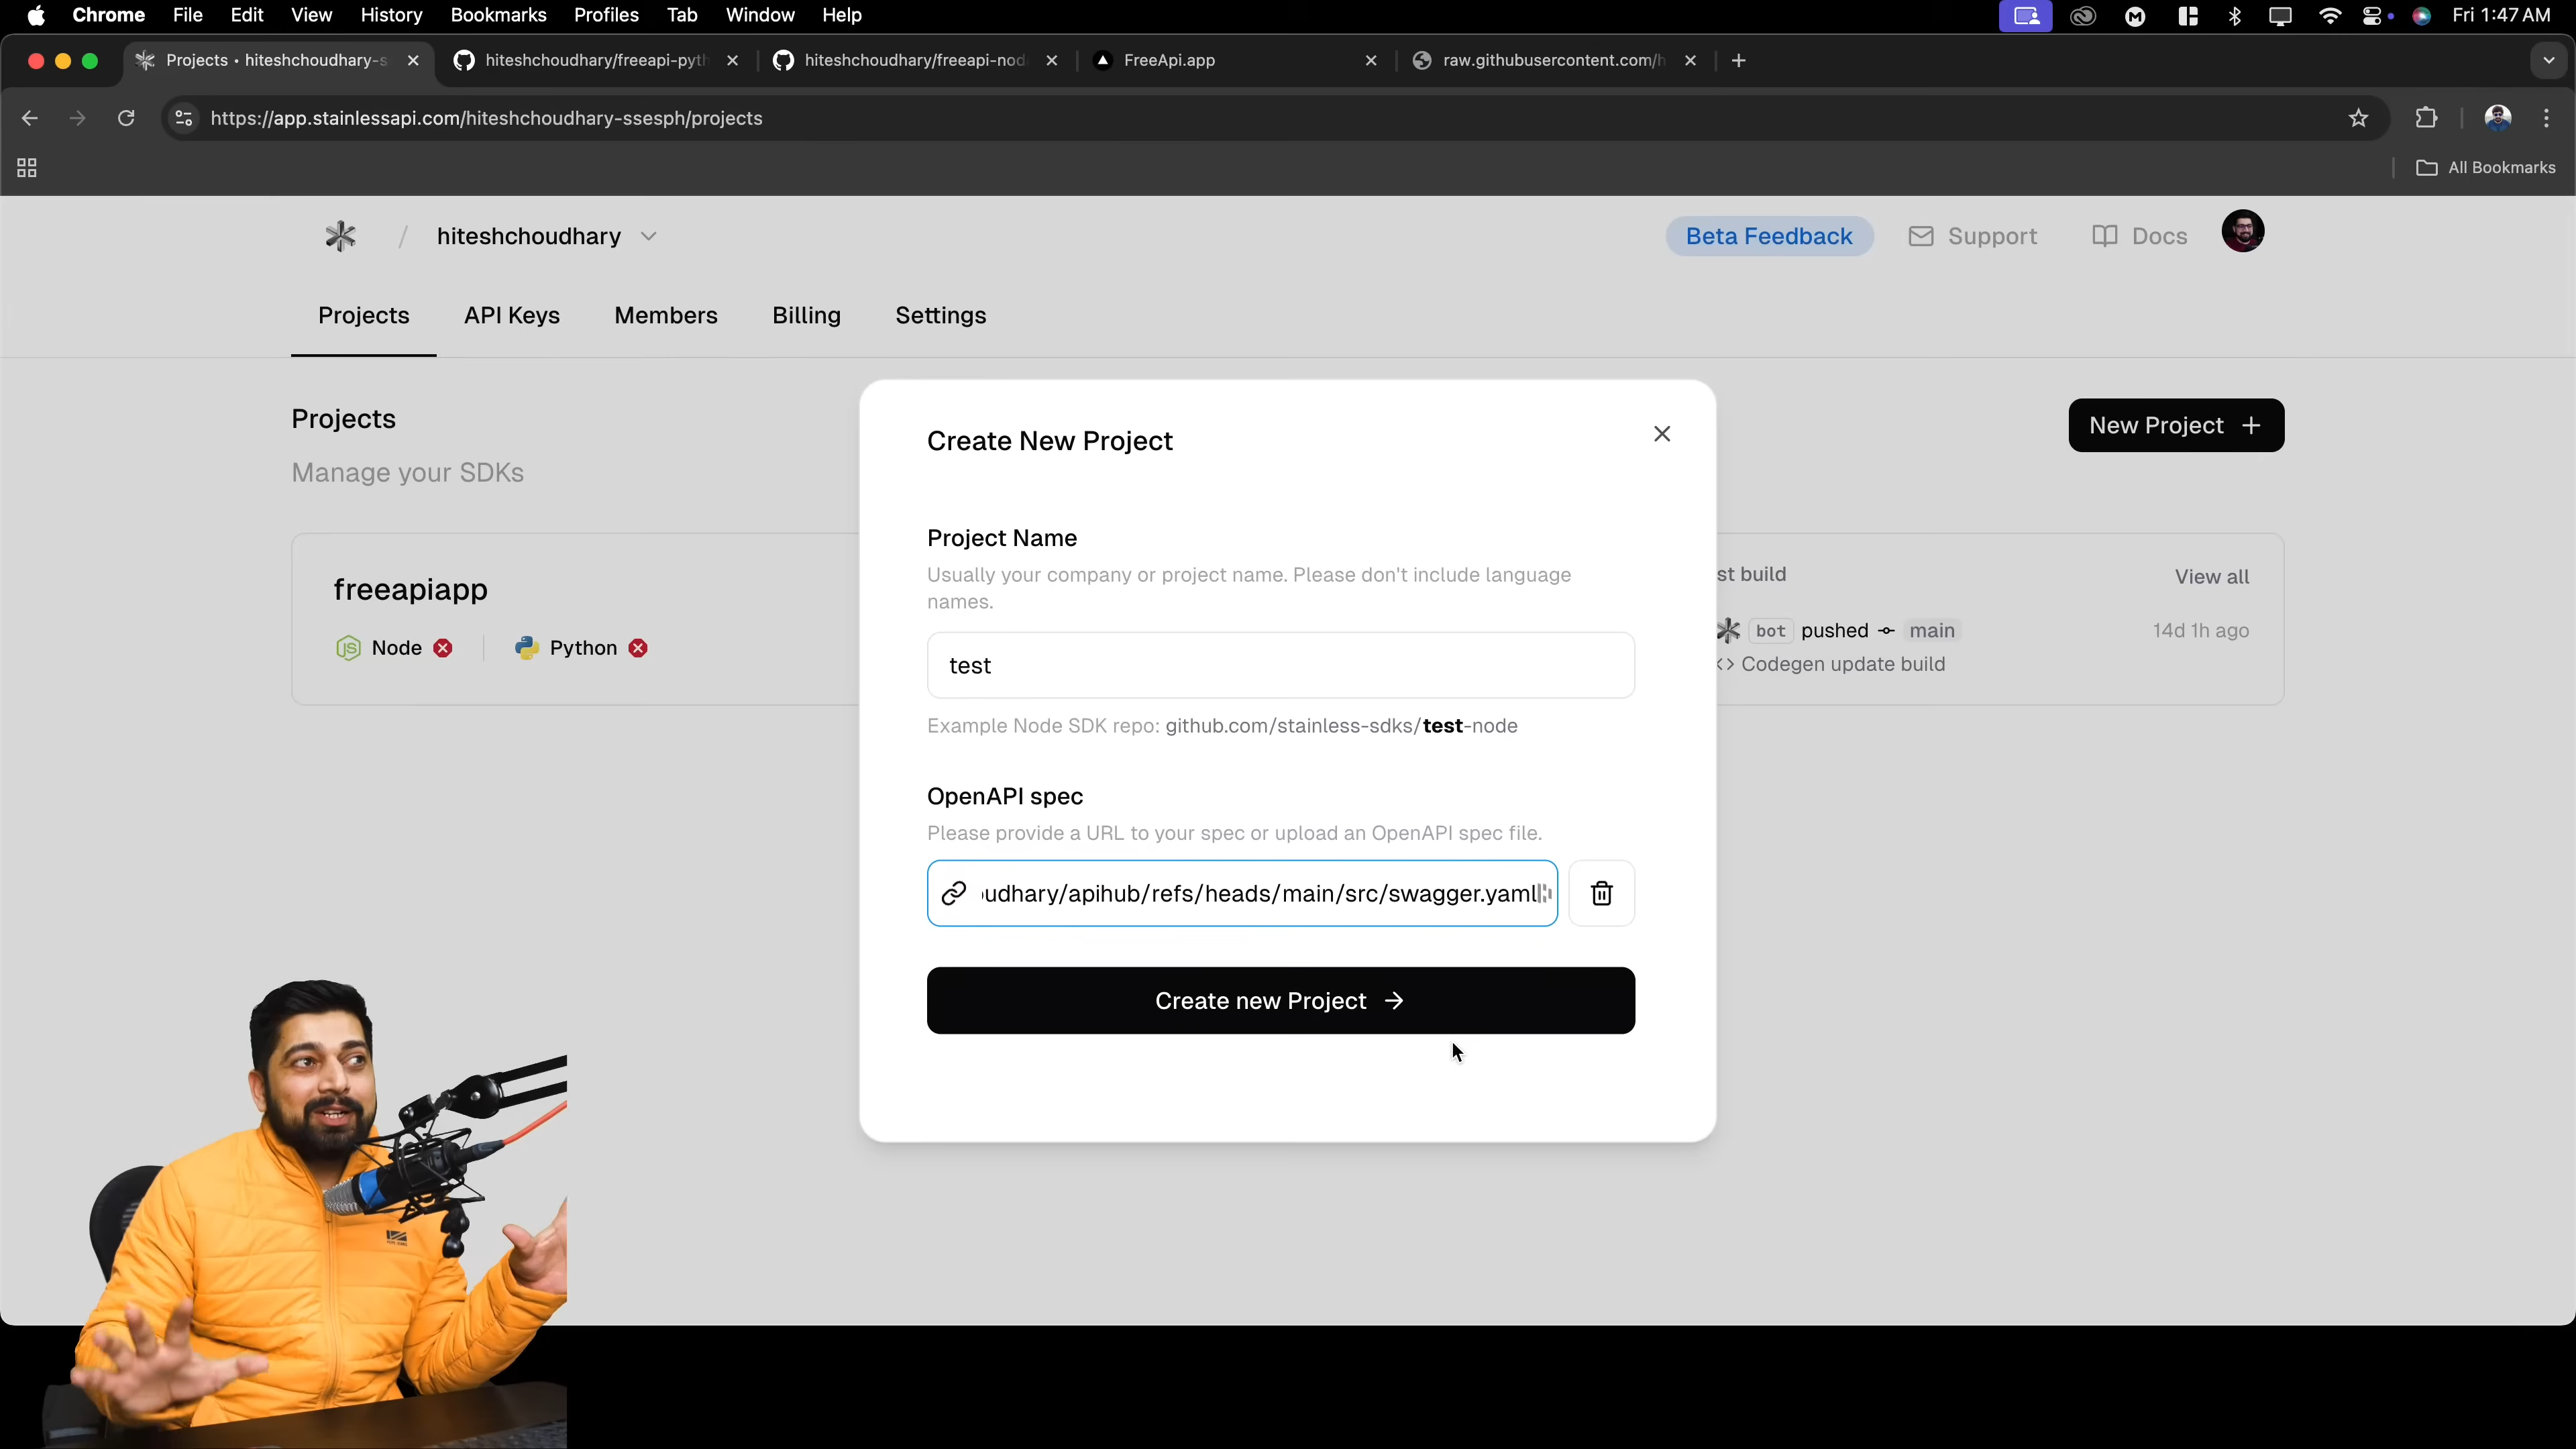 Chrome File Edit View History Bookmarks Profiles Tab Window Help Fri 1:47 AM
Projects • hiteshchoudhary-s hiteshchoudhary/freeapi-pyth hiteshchoudhary/freeapi-nod FreeApi.app raw.githubusercontent.com/h
https://app.stainlessapi.com/hiteshchoudhary-ssesph/projects
All Bookmarks
/ hiteshchoudhary Beta Feedback Support Docs
Projects API Keys Members Billing Settings
Projects
Manage your SDKs
New Project +
freeapiapp
Node Python
st build View all
bot pushed main 14d 1h ago
<> Codegen update build
Create New Project
Project Name
Usually your company or project name. Please don't include language
names.
test
Example Node SDK repo: github.com/stainless-sdks/test-node
OpenAPI spec
Please provide a URL to your spec or upload an OpenAPI spec file.
udhary/apihub/refs/heads/main/src/swagger.yaml
Create new Project →